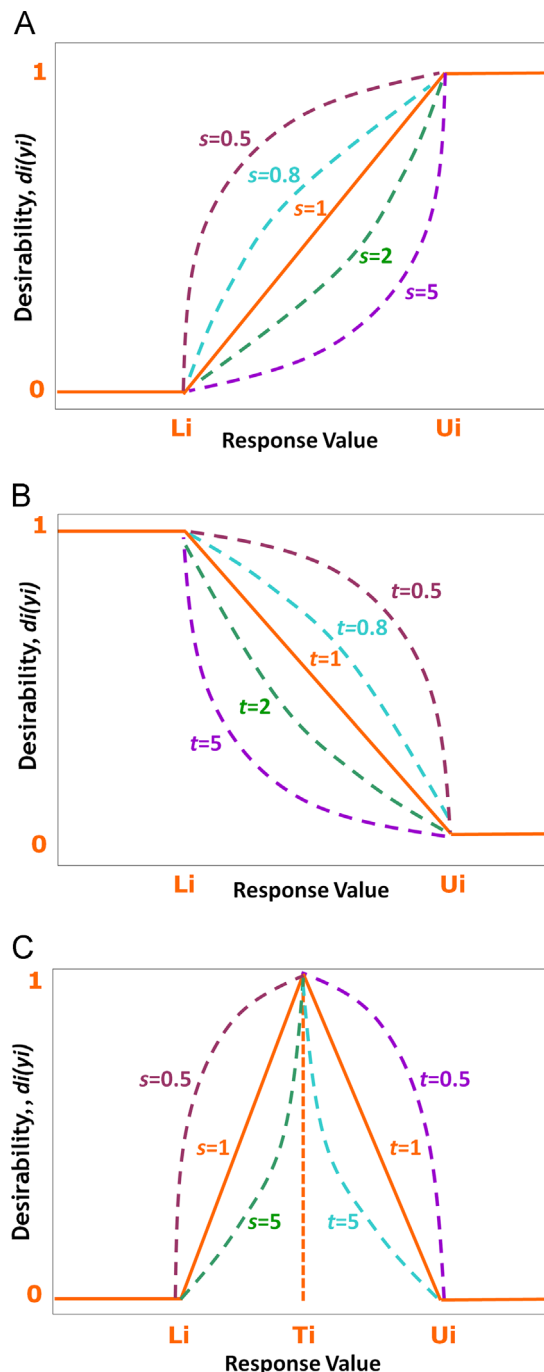 A
1
Desirability, di(yi)
s=0.5
s=0.8
s=1
s=2
s=5
0
Li
Response Value
Ui
B
1
Desirability, di(yi)
t=0.5
t=0.8
t=1
t=2
t=5
0
Li
Response Value
Ui
C
1
Desirability,, di(yi)
s=0.5
t=0.5
s=1
t=1
s=5
t=5
0
Li
Ti
Ui
Response Value